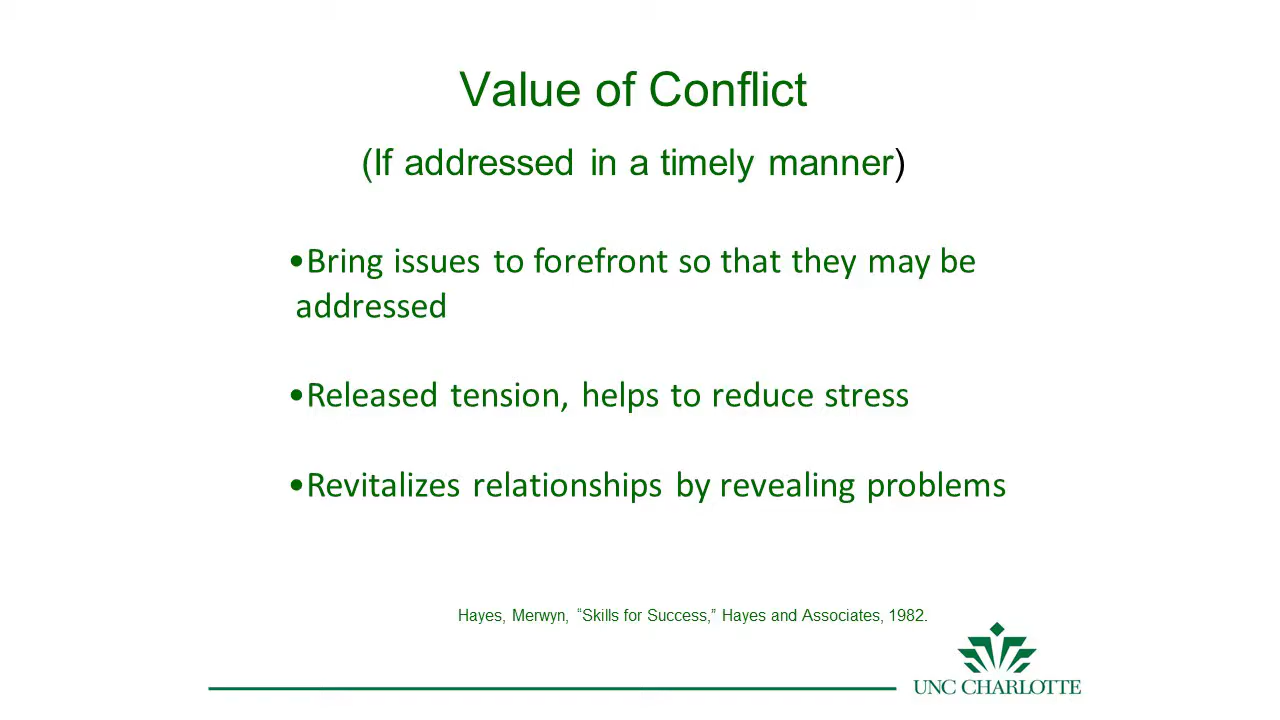 Value of Conflict
(If addressed in a timely manner)
•Bring issues to forefront so that they may be
addressed
•Released tension, helps to reduce stress
•Revitalizes relationships by revealing problems
Hayes, Merwyn, “Skills for Success,” Hayes and Associates, 1982.
UNC CHARLOTTE